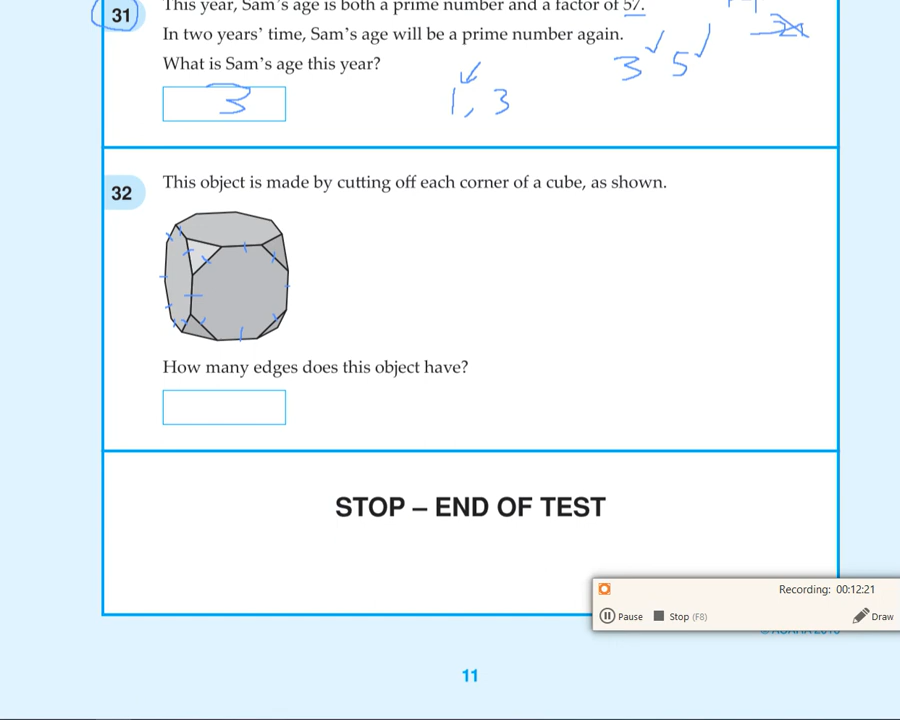 This year, Sam's age is both a prime number and a factor of 57.
31
In two years' time, Sam's age will be a prime number again.
What is Sam's age this year?
3 5
3
1, 3
32
This object is made by cutting off each corner of a cube, as shown.
How many edges does this object have?
STOP – END OF TEST
Recording: 00:12:21
Pause
Stop (F8)
Draw
11